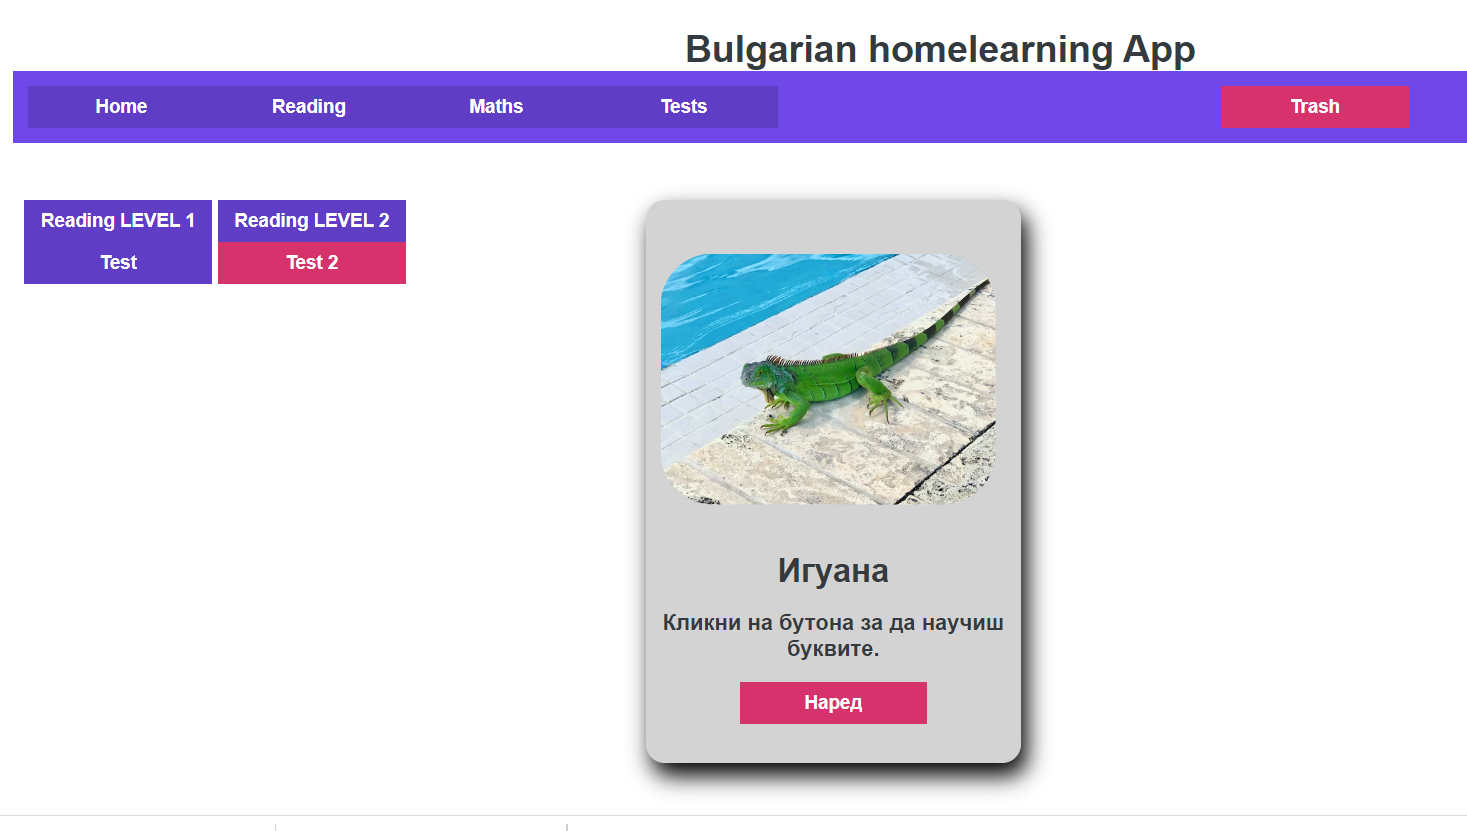 Bulgarian homelearning App
Home Reading Maths Tests Trash
Reading LEVEL 1 Reading LEVEL 2
Test Test 2
Игуана
Кликни на бутона за да научиш
буквите.
Наред